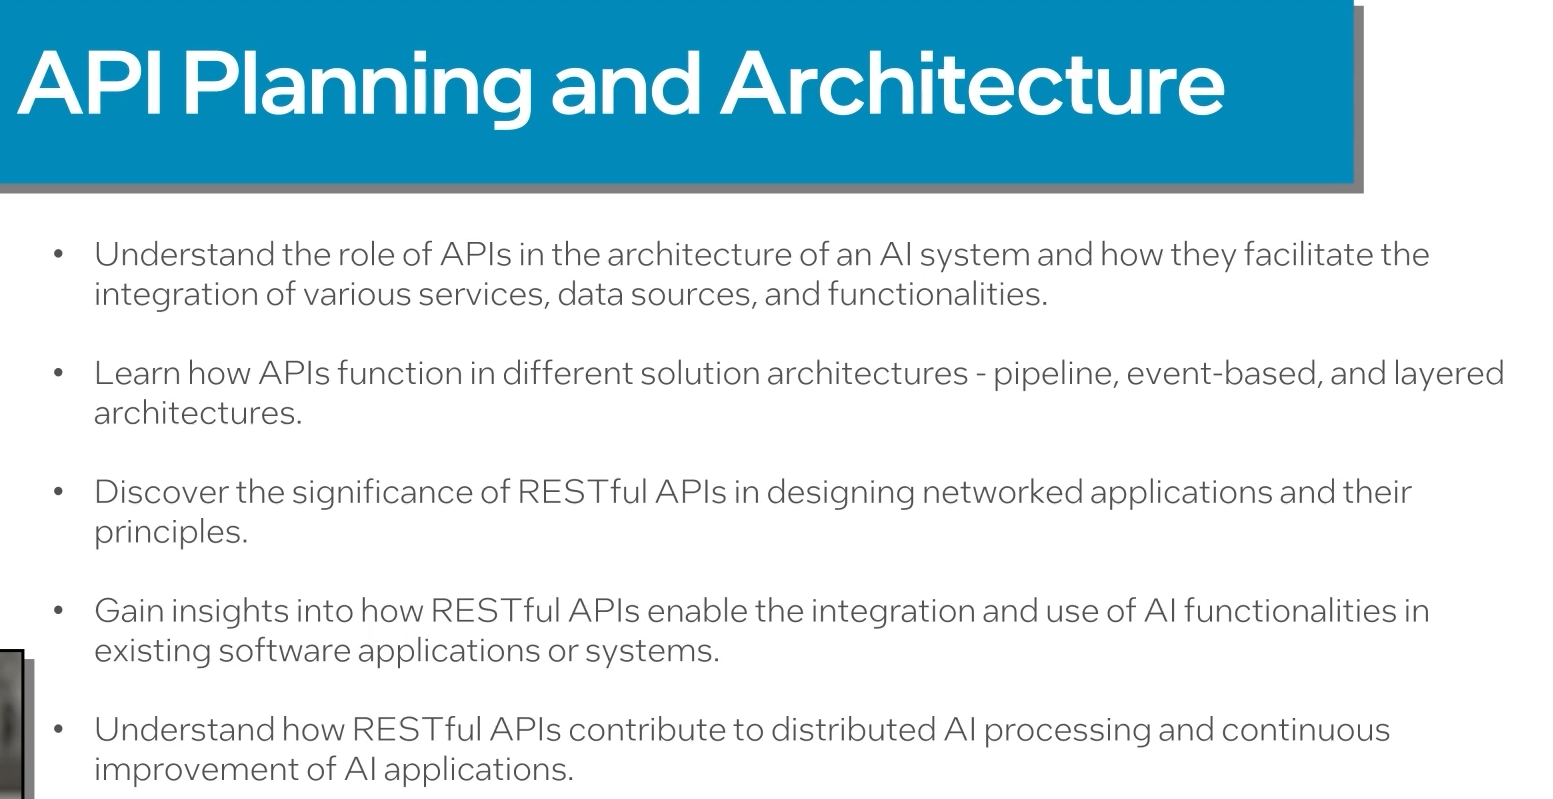 API Planning and Architecture
• Understand the role of APIs in the architecture of an AI system and how they facilitate the
integration of various services, data sources, and functionalities.
• Learn how APIs function in different solution architectures - pipeline, event-based, and layered
architectures.
• Discover the significance of RESTful APIs in designing networked applications and their
principles.
• Gain insights into how RESTful APIs enable the integration and use of AI functionalities in
existing software applications or systems.
• Understand how RESTful APIs contribute to distributed AI processing and continuous
improvement of AI applications.